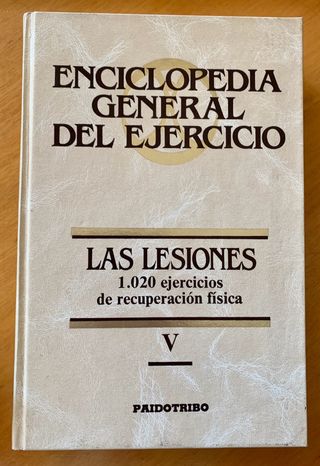 ENCICLOPEDIA
GENERAL
DEL EJERCICIO
LAS LESIONES
1.020 ejercicios
de recuperación física
V
PAIDOTRIBO